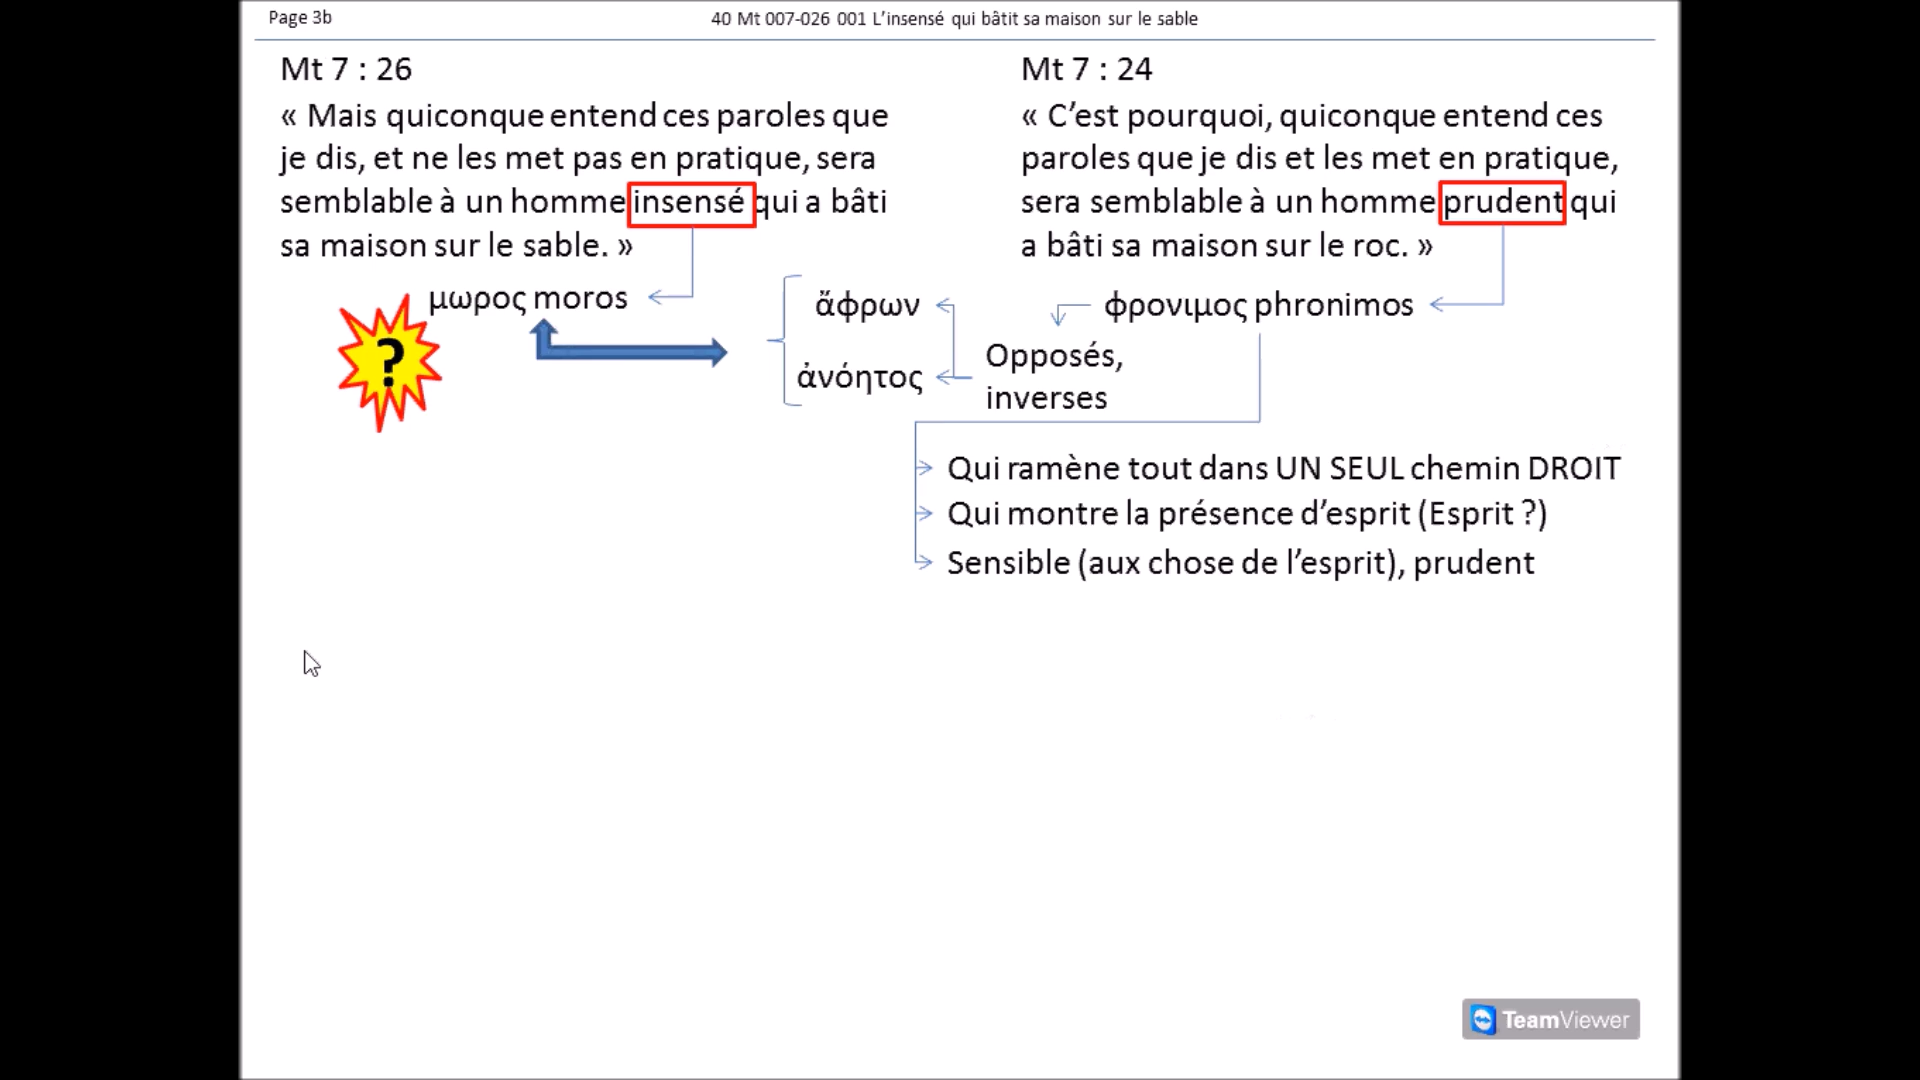 Page 3b
40 Mt 007-026 001 L’insensé qui bâtit sa maison sur le sable
Mt 7 : 26
« Mais quiconque entend ces paroles que
je dis, et ne les met pas en pratique, sera
semblable à un homme insensé qui a bâti
sa maison sur le sable. »
Mt 7 : 24
« C’est pourquoi, quiconque entend ces
paroles que je dis et les met en pratique,
sera semblable à un homme prudent qui
a bâti sa maison sur le roc. »
μωρος moros
?
ἄφρων
ἀνόητος
φρονιμος phronimos
Opposés,
inverses
Qui ramène tout dans UN SEUL chemin DROIT
Qui montre la présence d’esprit (Esprit ?)
Sensible (aux chose de l’esprit), prudent
TeamViewer